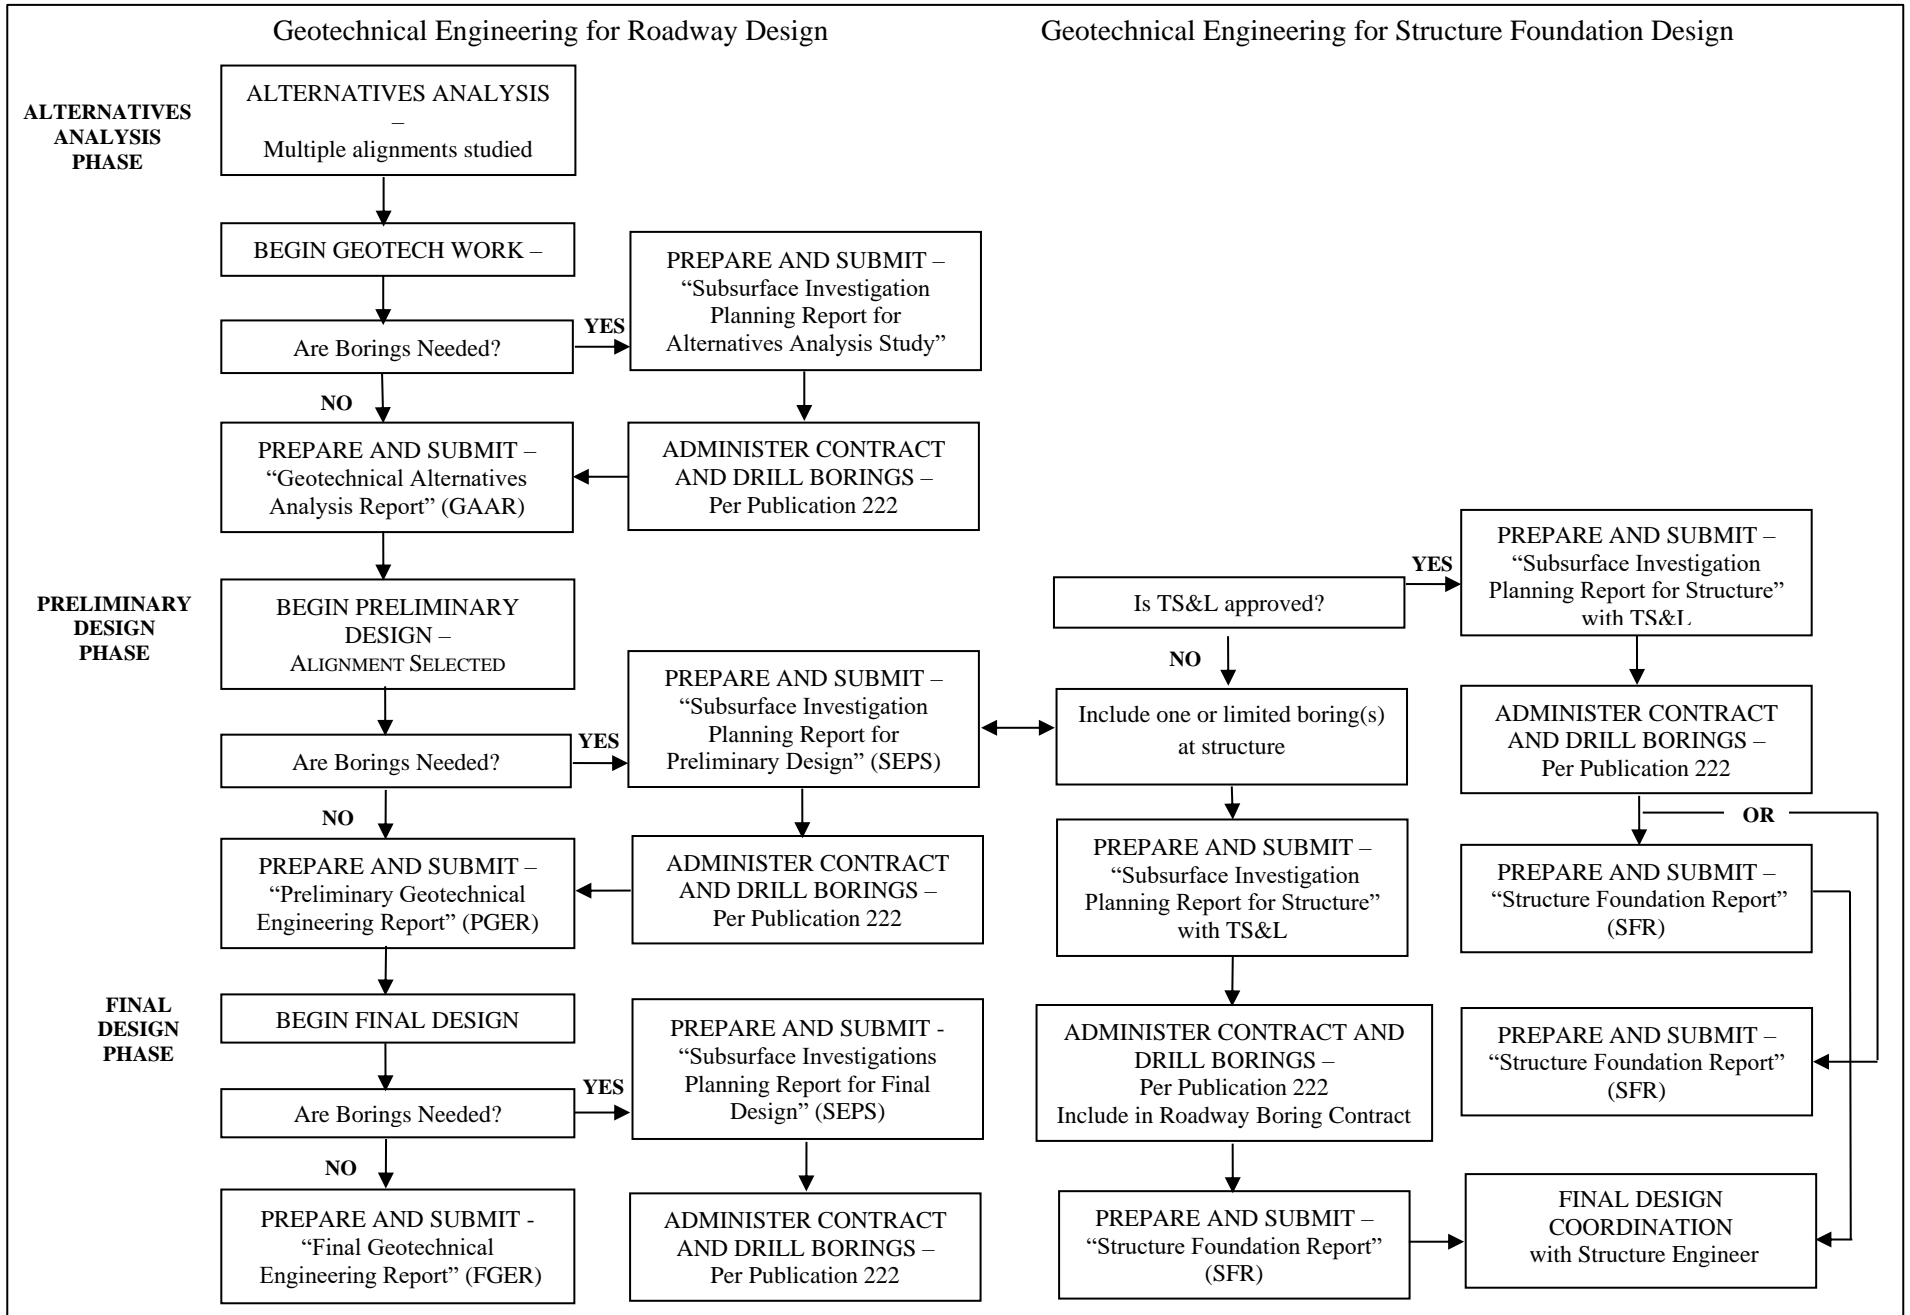 Geotechnical Engineering for Roadway Design
Geotechnical Engineering for Structure Foundation Design
ALTERNATIVES
ANALYSIS
PHASE
ALTERNATIVES ANALYSIS
–
Multiple alignments studied
BEGIN GEOTECH WORK –
Are Borings Needed?
YES
PREPARE AND SUBMIT –
“Subsurface Investigation
Planning Report for
Alternatives Analysis Study”
NO
PREPARE AND SUBMIT –
“Geotechnical Alternatives
Analysis Report” (GAAR)
ADMINISTER CONTRACT
AND DRILL BORINGS –
Per Publication 222
PRELIMINARY
DESIGN
PHASE
BEGIN PRELIMINARY
DESIGN –
ALIGNMENT SELECTED
Are Borings Needed?
YES
PREPARE AND SUBMIT –
“Subsurface Investigation
Planning Report for
Preliminary Design” (SEPS)
NO
PREPARE AND SUBMIT –
“Preliminary Geotechnical
Engineering Report” (PGER)
ADMINISTER CONTRACT
AND DRILL BORINGS –
Per Publication 222
FINAL
DESIGN
PHASE
BEGIN FINAL DESIGN
Are Borings Needed?
YES
PREPARE AND SUBMIT -
“Subsurface Investigations
Planning Report for Final
Design” (SEPS)
NO
PREPARE AND SUBMIT -
“Final Geotechnical
Engineering Report” (FGER)
ADMINISTER CONTRACT
AND DRILL BORINGS –
Per Publication 222
Is TS&L approved?
YES
PREPARE AND SUBMIT –
“Subsurface Investigation
Planning Report for Structure”
with TS&L
NO
Include one or limited boring(s)
at structure
ADMINISTER CONTRACT
AND DRILL BORINGS –
Per Publication 222
OR
PREPARE AND SUBMIT –
“Subsurface Investigation
Planning Report for Structure”
with TS&L
PREPARE AND SUBMIT –
“Structure Foundation Report”
(SFR)
ADMINISTER CONTRACT AND
DRILL BORINGS –
Per Publication 222
Include in Roadway Boring Contract
PREPARE AND SUBMIT –
“Structure Foundation Report”
(SFR)
PREPARE AND SUBMIT –
“Structure Foundation Report”
(SFR)
FINAL DESIGN
COORDINATION
with Structure Engineer